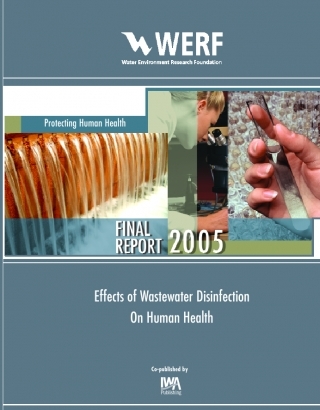 WERF
Water Environment Research Foundation
Protecting Human Health
FINAL
REPORT 2005
Effects of Wastewater Disinfection
On Human Health
Co-published by
IWA
Publishing